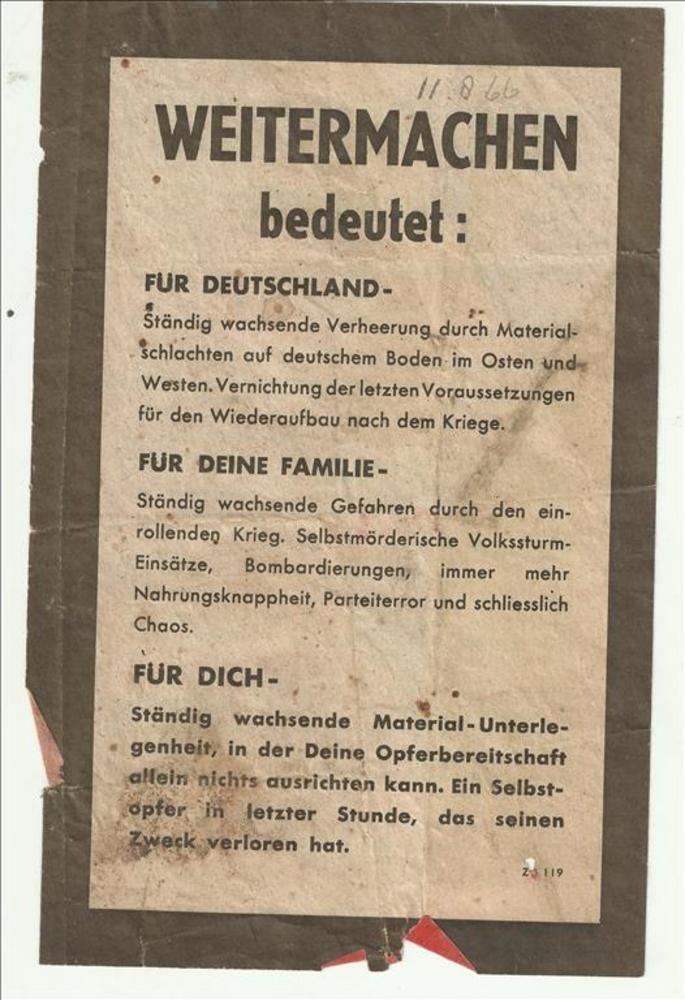 11.8 66
WEITERMACHEN
bedeutet :
FÜR DEUTSCHLAND-
Ständig wachsende Verheerung durch Material-
schlachten auf deutschem Boden im Osten und
Westen. Vernichtung der letzten Voraussetzungen
für den Wiederaufbau nach dem Kriege.
FÜR DEINE FAMILIE-
Ständig wachsende Gefahren durch den ein-
rollenden Krieg. Selbstmörderische Volkssturm-
Einsätze, Bombardierungen, immer mehr
Nahrungsknappheit, Parteiterror und schliesslich
Chaos.
FÜR DICH-
Ständig wachsende Material-Unterle-
genheit, in der Deine Opferbereitschaft
allein nichts ausrichten kann. Ein Selbst-
opfer in letzter Stunde, das seinen
Zweck verloren hat.
119